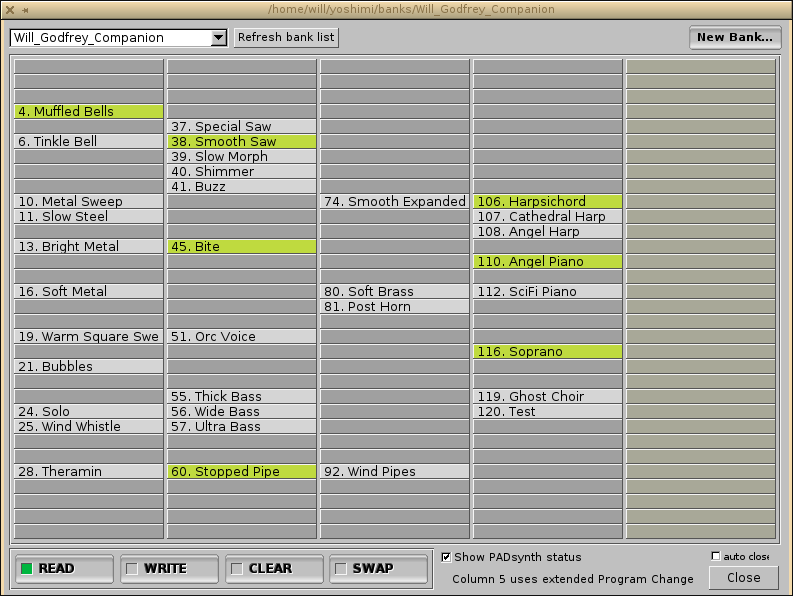 /home/will/yoshimi/banks/Will_Godfrey_Companion
Will_Godfrey_Companion
Refresh bank list
New Bank...
4. Muffled Bells
6. Tinkle Bell
10. Metal Sweep
11. Slow Steel
13. Bright Metal
16. Soft Metal
19. Warm Square Swe
21. Bubbles
24. Solo
25. Wind Whistle
28. Theramin
37. Special Saw
38. Smooth Saw
39. Slow Morph
40. Shimmer
41. Buzz
45. Bite
51. Orc Voice
55. Thick Bass
56. Wide Bass
57. Ultra Bass
60. Stopped Pipe
74. Smooth Expanded
80. Soft Brass
81. Post Horn
92. Wind Pipes
106. Harpsichord
107. Cathedral Harp
108. Angel Harp
110. Angel Piano
112. SciFi Piano
116. Soprano
119. Ghost Choir
120. Test
READ
WRITE
CLEAR
SWAP
Show PADsynth status
Column 5 uses extended Program Change
auto close
Close